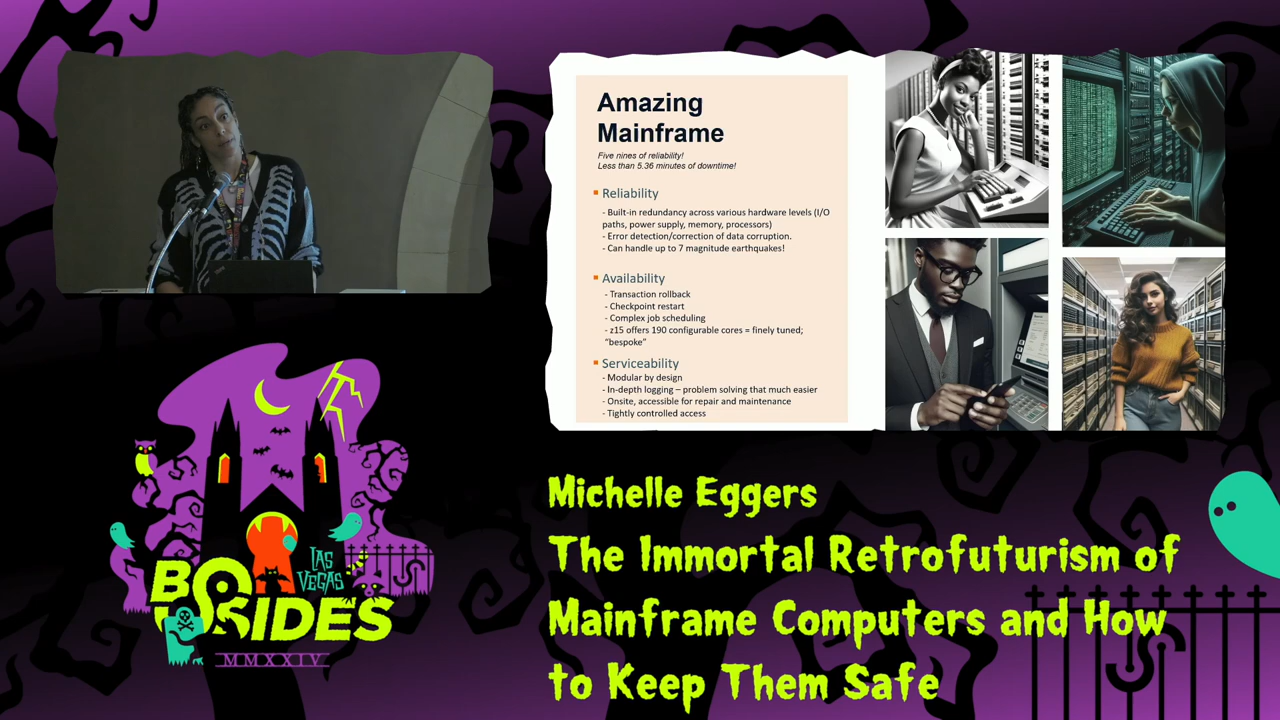 Amazing
Mainframe
Five nines of reliability!
Less than 5.36 minutes of downtime!
▪ Reliability
- Built-in redundancy across various hardware levels (I/O
paths, power supply, memory, processors)
- Error detection/correction of data corruption.
- Can handle up to 7 magnitude earthquakes!
▪ Availability
- Transaction rollback
- Checkpoint restart
- Complex job scheduling
- z15 offers 190 configurable cores = finely tuned;
“bespoke”
▪ Serviceability
- Modular by design
- In-depth logging – problem solving that much easier
- Onsite, accessible for repair and maintenance
- Tightly controlled access
LAS
VEGAS
BSIDES
MMXXIV
Michelle Eggers
The Immortal Retrofuturism of
Mainframe Computers and How
to Keep Them Safe